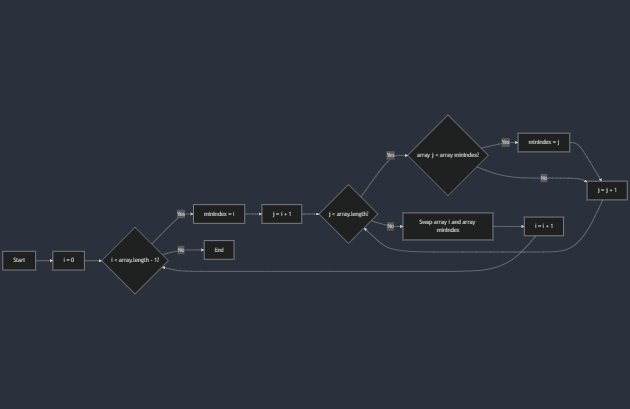 Start
i = 0
i < array.length - 1?
Yes
No
minIndex = i
End
j = i + 1
j < array.length?
Yes
No
array j < array minIndex?
Swap array i and array
minIndex
Yes
No
minIndex = j
i = i + 1
j = j + 1